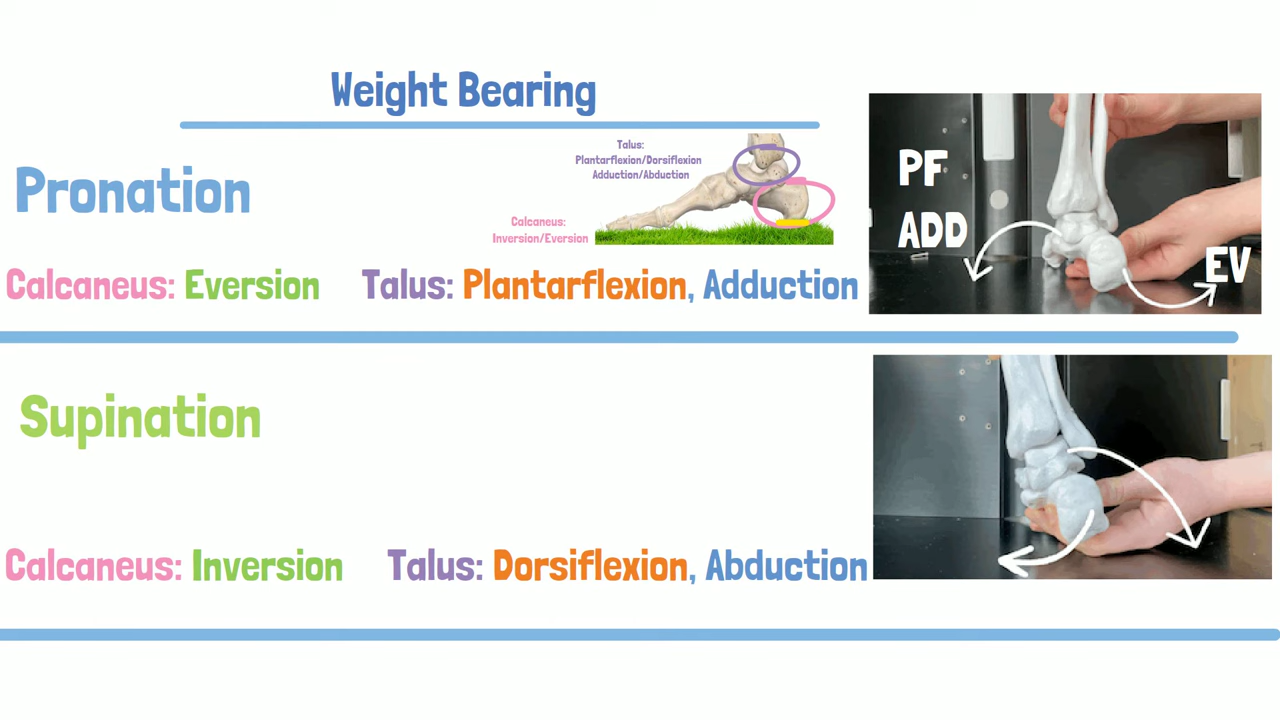 Weight Bearing
Pronation
Talus:
Plantarflexion/Dorsiflexion
Adduction/Abduction
Calcaneus:
Inversion/Eversion
Calcaneus: Eversion Talus: Plantarflexion, Adduction
PF
ADD
EV
Supination
Calcaneus: Inversion Talus: Dorsiflexion, Abduction